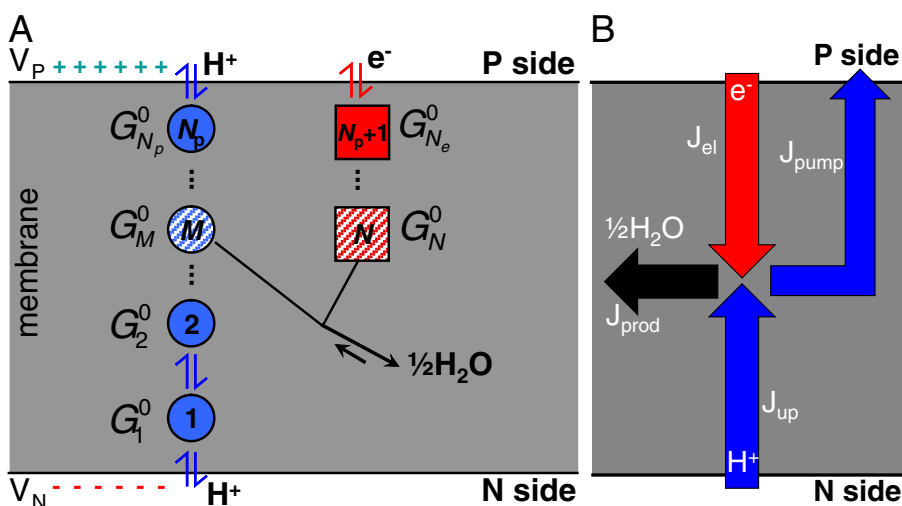 A
V_P + + + + + + H⁺ e⁻ P side
G⁰_{N_p} N_p N_p+1 G⁰_{N_e}
G⁰_M M N G⁰_N
membrane
G⁰_2 2
½H₂O
G⁰_1 1
V_N - - - - - - H⁺ N side
B
P side
e⁻
J_el
J_pump
½H₂O
J_prod
J_up
H⁺
N side